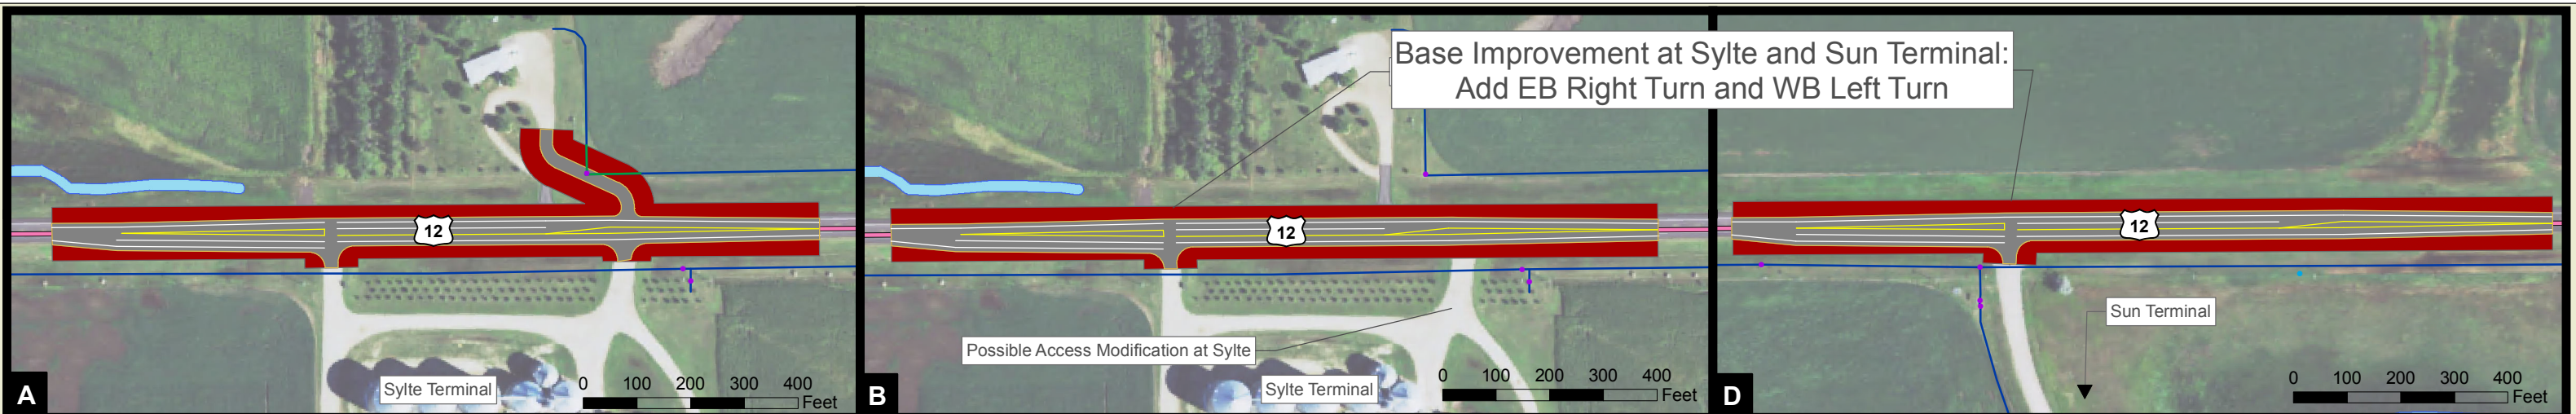 Base Improvement at Sylte and Sun Terminal:
Add EB Right Turn and WB Left Turn
12
12
12
Sun Terminal
Possible Access Modification at Sylte
Sylte Terminal
Sylte Terminal
0 100 200 300 400
Feet
0 100 200 300 400
Feet
0 100 200 300 400
Feet
A
B
D